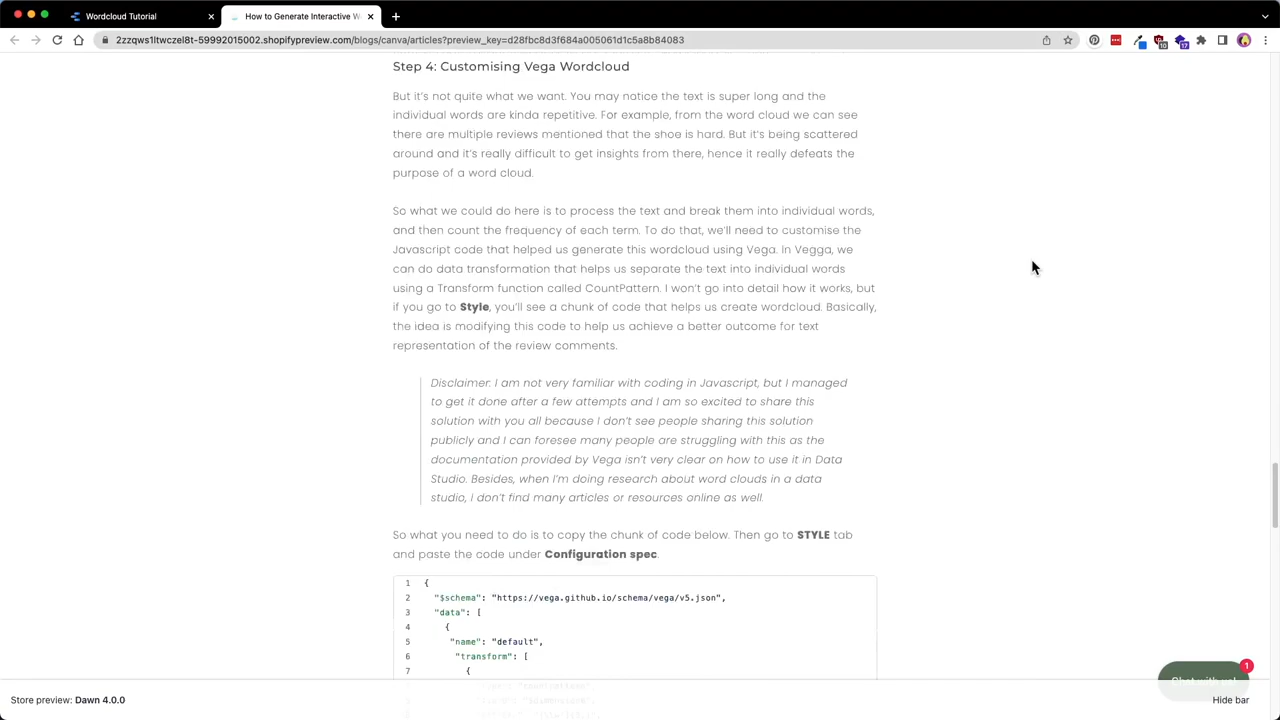 Wordcloud Tutorial
How to Generate Interactive W
2zzqws1ltwczel8t-59992015002.shopifypreview.com/blogs/canva/articles?preview_key=d28fbc8d3f684a005061d1c5a8b84083
10
17
Step 4: Customising Vega Wordcloud
But it's not quite what we want. You may notice the text is super long and the
individual words are kinda repetitive. For example, from the word cloud we can see
there are multiple reviews mentioned that the shoe is hard. But it's being scattered
around and it's really difficult to get insights from there, hence it really defeats the
purpose of a word cloud.
So what we could do here is to process the text and break them into individual words,
and then count the frequency of each term. To do that, we'll need to customise the
Javascript code that helped us generate this wordcloud using Vega. In Vegga, we
can do data transformation that helps us separate the text into individual words
using a Transform function called CountPattern. I won't go into detail how it works, but
if you go to Style, you'll see a chunk of code that helps us create wordcloud. Basically,
the idea is modifying this code to help us achieve a better outcome for text
representation of the review comments.
Disclaimer: I am not very familiar with coding in Javascript, but I managed
to get it done after a few attempts and I am so excited to share this
solution with you all because I don't see people sharing this solution
publicly and I can foresee many people are struggling with this as the
documentation provided by Vega isn't very clear on how to use it in Data
Studio. Besides, when I'm doing research about word clouds in a data
studio, I don't find many articles or resources online as well.
So what you need to do is to copy the chunk of code below. Then go to STYLE tab
and paste the code under Configuration spec.
1 {
2 "$schema": "https://vega.github.io/schema/vega/v5.json",
3 "data": [
4 {
5 "name": "default",
6 "transform": [
7 {
1
Store preview: Dawn 4.0.0
Hide bar